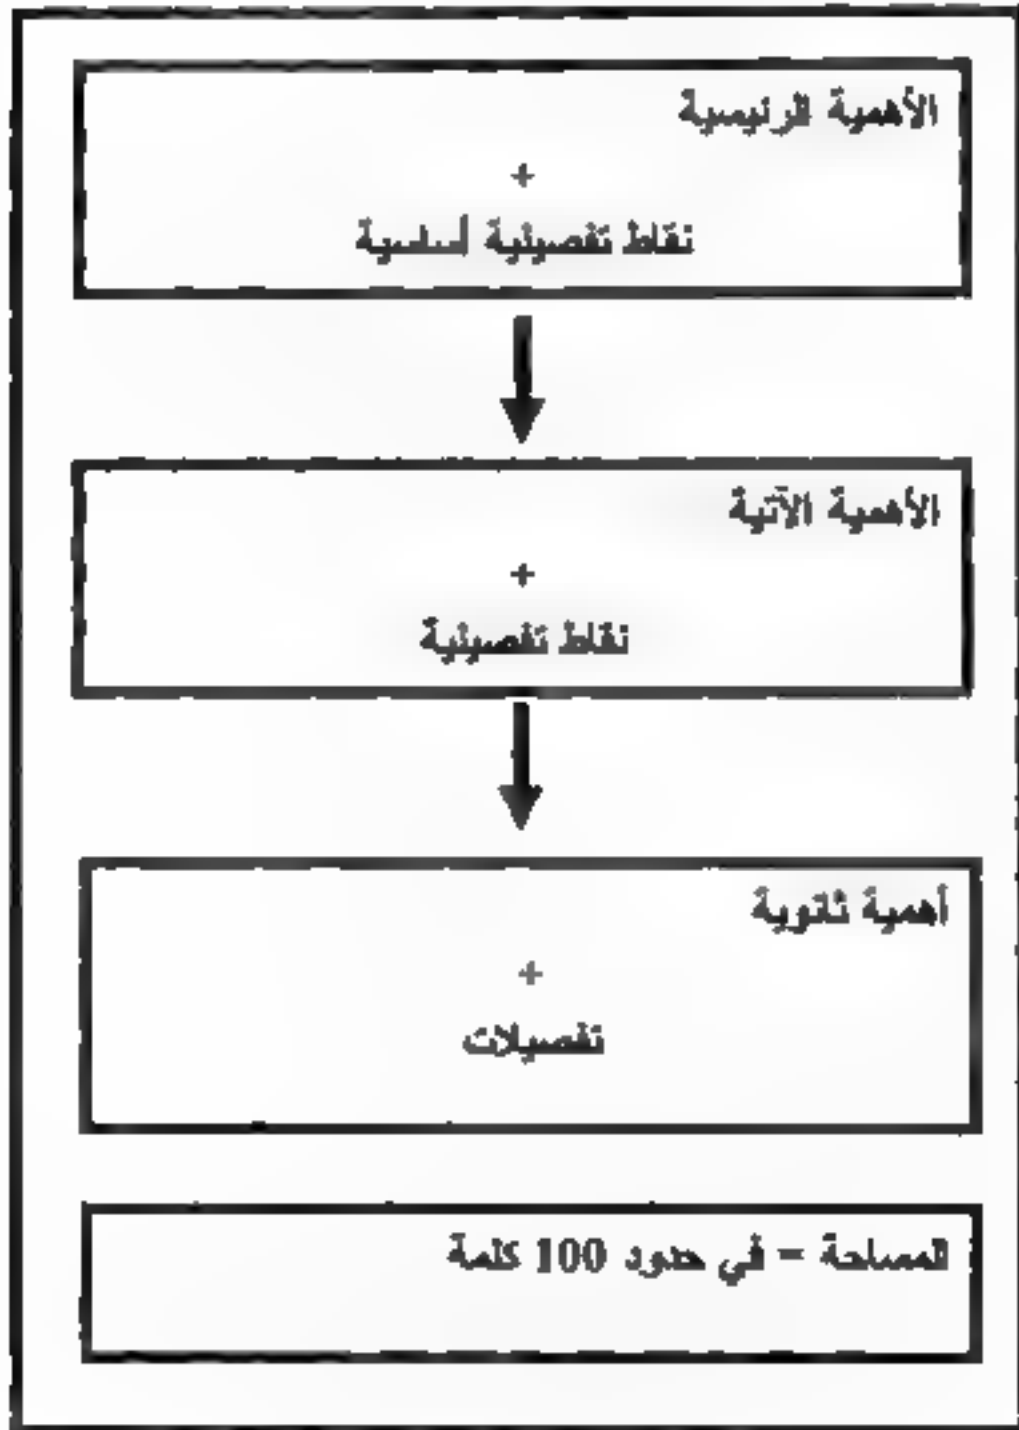 الأهمية الرئيسية
+
نقاط تفصيلية أساسية
الأهمية الآتية
+
نقاط تفصيلية
أهمية ثانوية
+
تفصيلات
المساحة = في حدود 100 كلمة